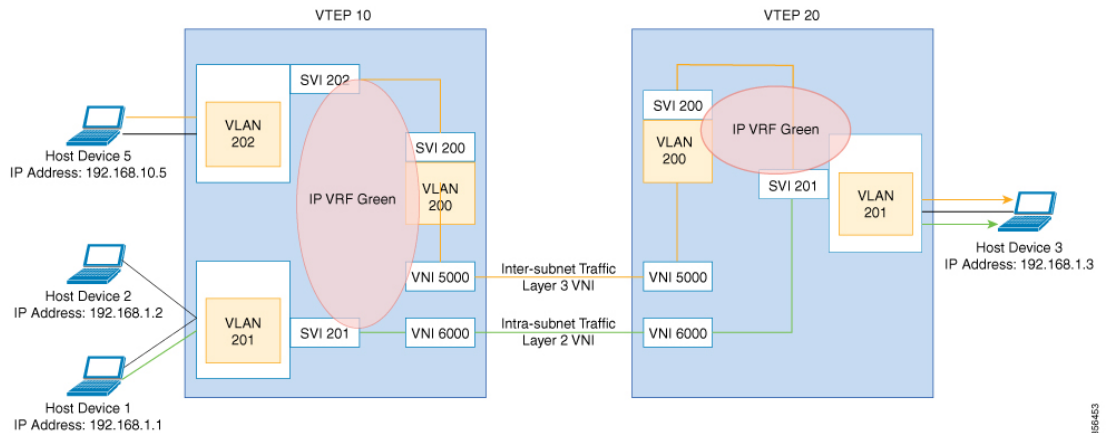 VTEP 10
VTEP 20
SVI 202
VLAN
202
Host Device 5
IP Address: 192.168.10.5
SVI 200
VLAN
200
IP VRF Green
SVI 200
VLAN
200
IP VRF Green
SVI 201
VLAN
201
Host Device 3
IP Address: 192.168.1.3
Host Device 2
IP Address: 192.168.1.2
VNI 5000
Inter-subnet Traffic
Layer 3 VNI
VNI 5000
VLAN
201
SVI 201
VNI 6000
Intra-subnet Traffic
Layer 2 VNI
VNI 6000
Host Device 1
IP Address: 192.168.1.1